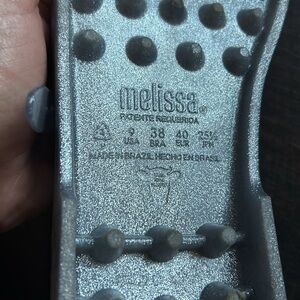 melissa®
PATENTE REQUERIDA
9 38 40 25½
USA BRA EUR JPN
MADE IN BRAZIL HECHO EN BRASIL